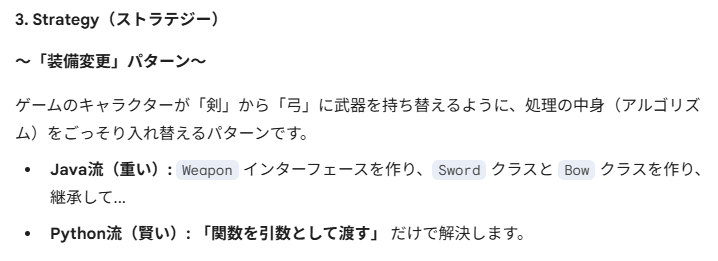 3. Strategy（ストラテジー）
～「装備変更」パターン～
ゲームのキャラクターが「剣」から「弓」に武器を持ち替えるように、処理の中身（アルゴリズ
ム）をごっそり入れ替えるパターンです。
• Java流（重い）: Weapon インターフェースを作り、 Sword クラスと Bow クラスを作り、
継承して...
• Python流（賢い）: 「関数を引数として渡す」 だけで解決します。